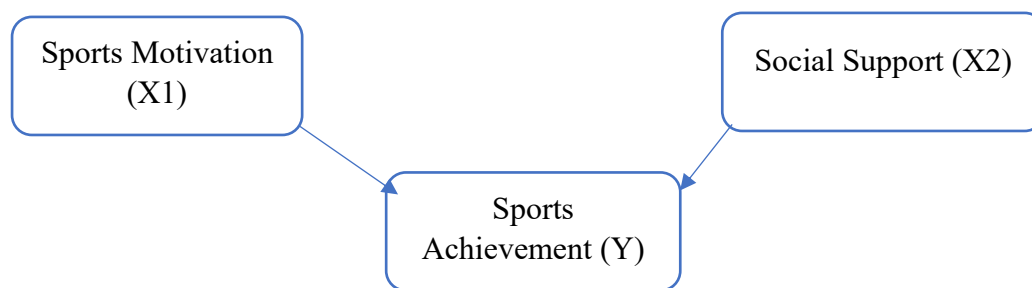 Sports Motivation
(X1)
Social Support (X2)
Sports
Achievement (Y)